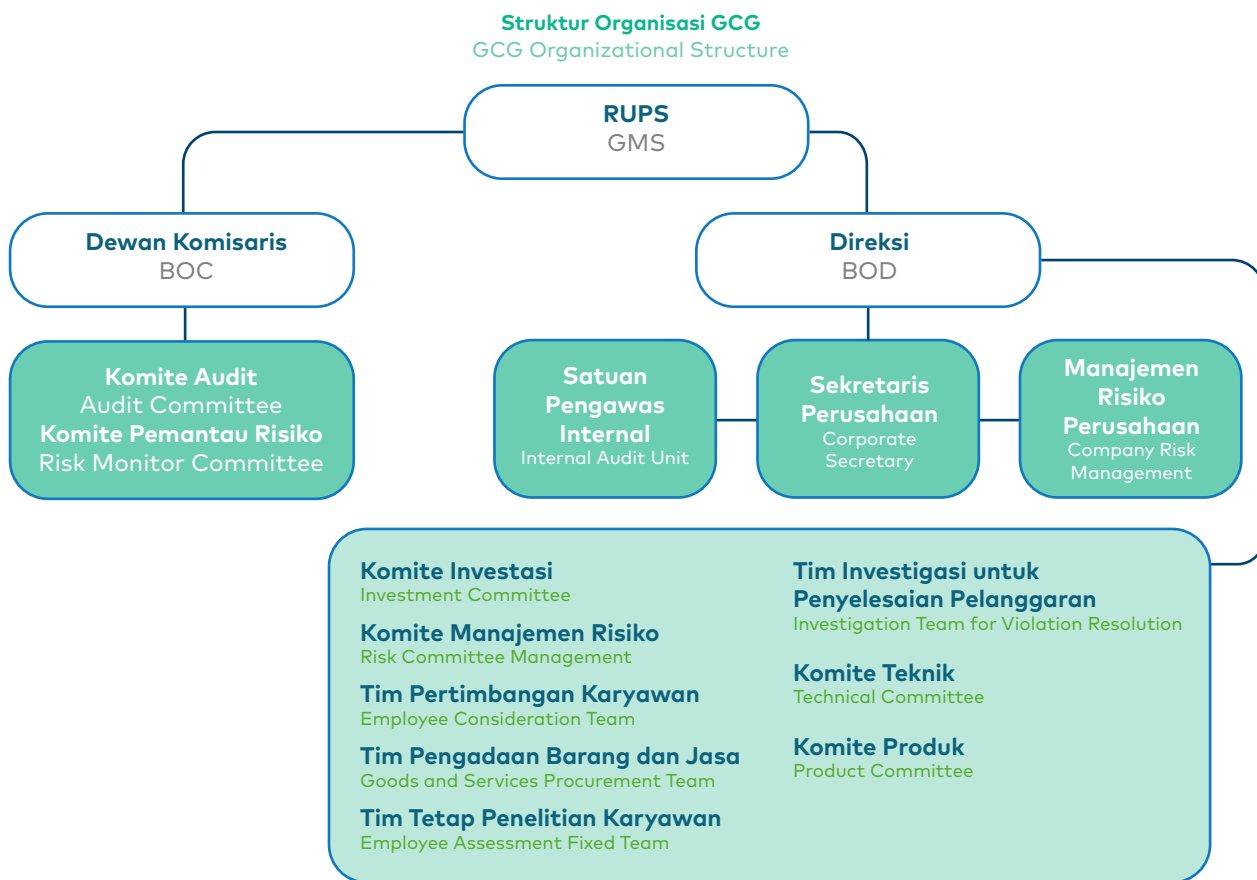 Struktur Organisasi GCG
GCG Organizational Structure
RUPS
GMS
Dewan Komisaris
BOC
Direksi
BOD
Komite Audit
Audit Committee
Komite Pemantau Risiko
Risk Monitor Committee
Satuan
Pengawas
Internal
Internal Audit Unit
Sekretaris
Perusahaan
Corporate
Secretary
Manajemen
Risiko
Perusahaan
Company Risk
Management
Komite Investasi
Investment Committee
Komite Manajemen Risiko
Risk Committee Management
Tim Pertimbangan Karyawan
Employee Consideration Team
Tim Pengadaan Barang dan Jasa
Goods and Services Procurement Team
Tim Tetap Penelitian Karyawan
Employee Assessment Fixed Team
Tim Investigasi untuk
Penyelesaian Pelanggaran
Investigation Team for Violation Resolution
Komite Teknik
Technical Committee
Komite Produk
Product Committee